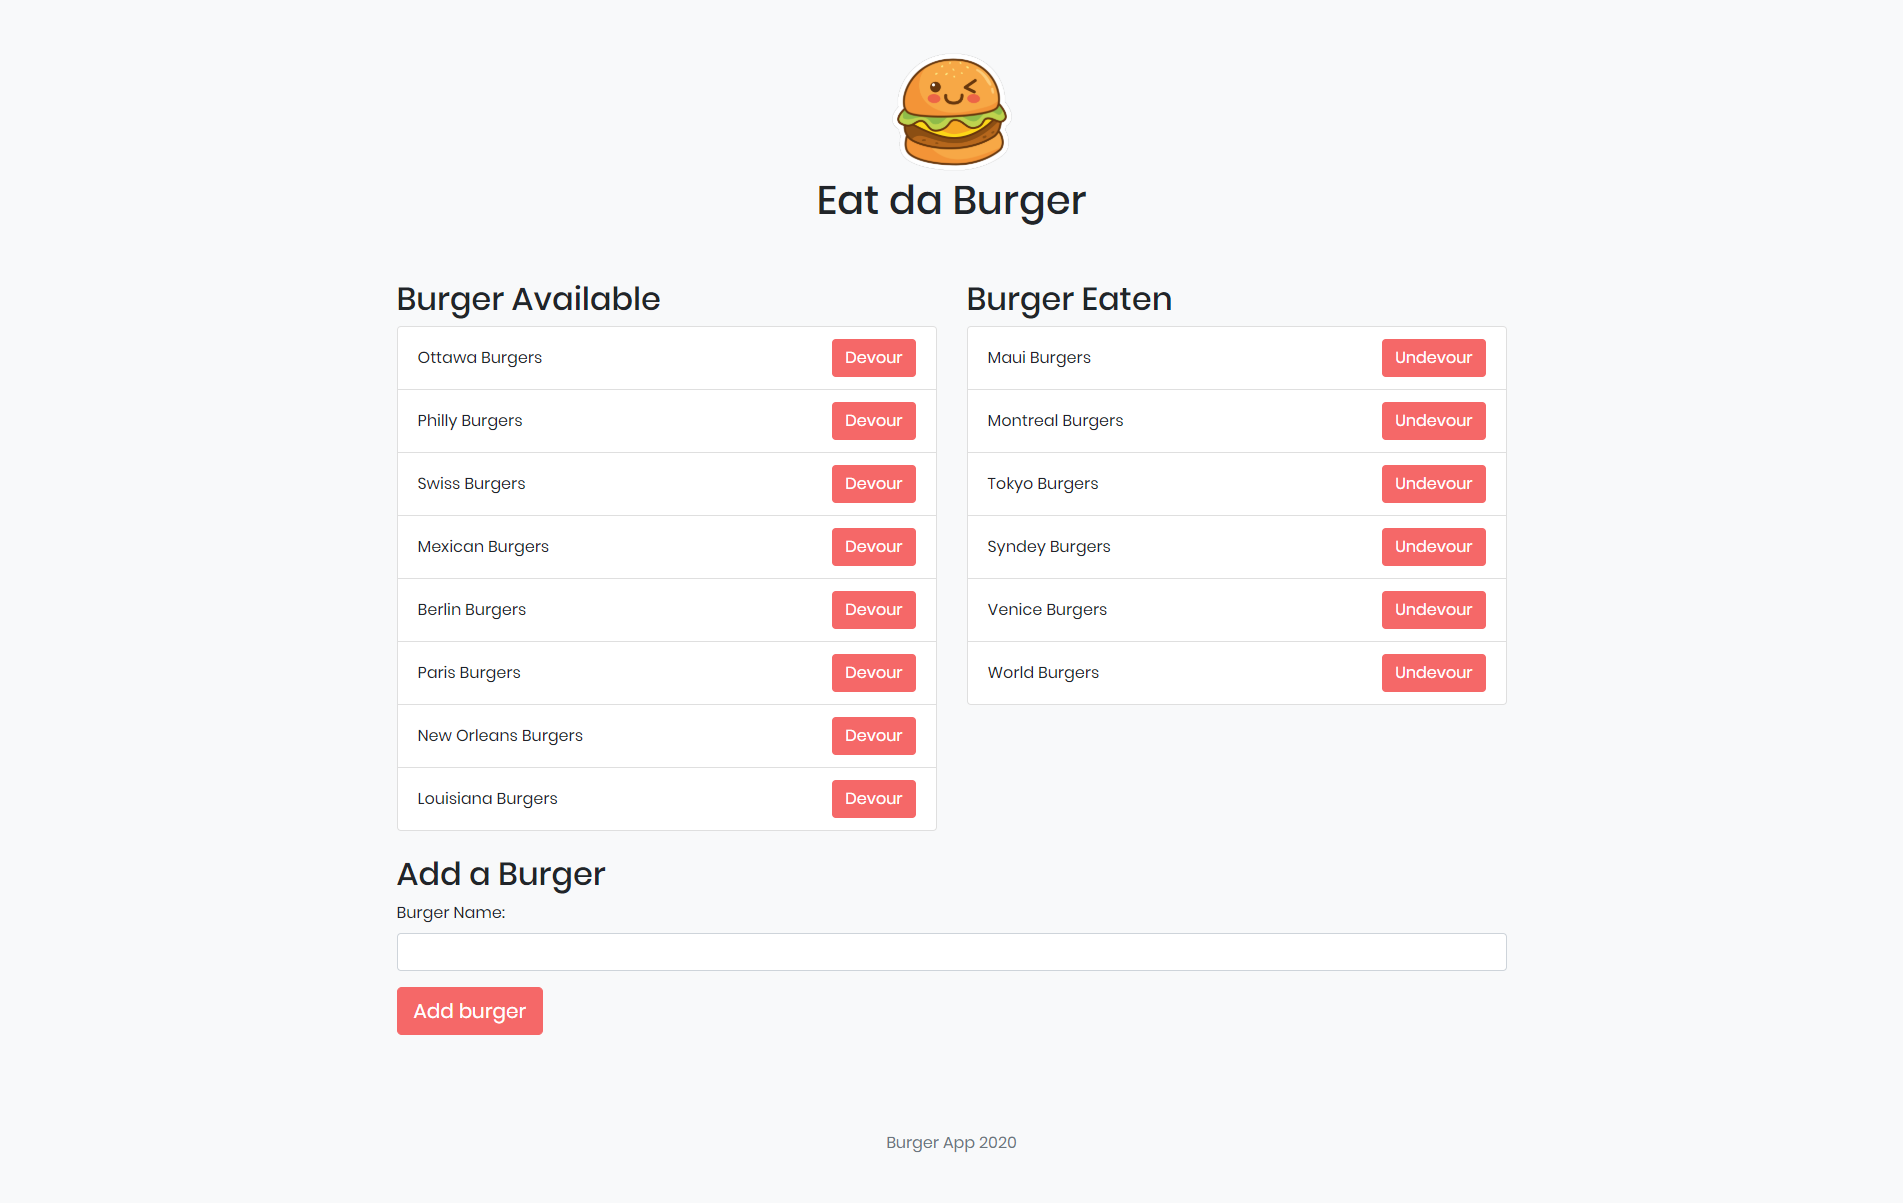 Eat da Burger
Burger Available
Ottawa Burgers Devour
Philly Burgers Devour
Swiss Burgers Devour
Mexican Burgers Devour
Berlin Burgers Devour
Paris Burgers Devour
New Orleans Burgers Devour
Louisiana Burgers Devour
Burger Eaten
Maui Burgers Undevour
Montreal Burgers Undevour
Tokyo Burgers Undevour
Syndey Burgers Undevour
Venice Burgers Undevour
World Burgers Undevour
Add a Burger
Burger Name:
Add burger
Burger App 2020